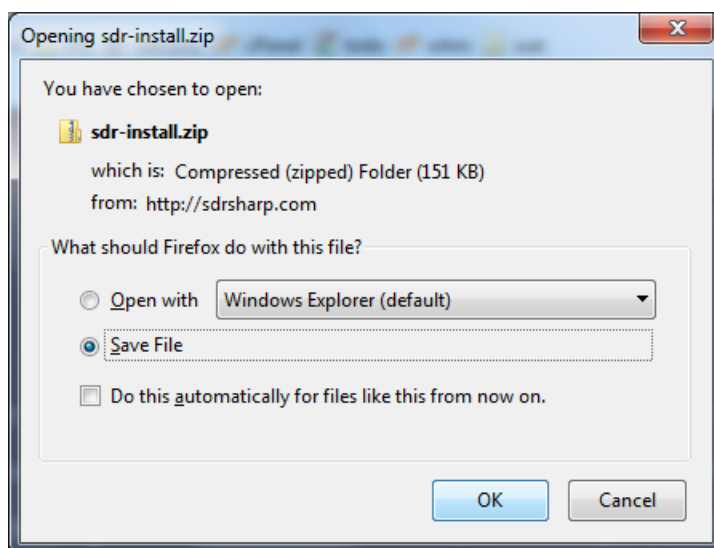 Opening sdr-install.zip
You have chosen to open:
sdr-install.zip
which is: Compressed (zipped) Folder (151 KB)
from: http://sdrsharp.com
What should Firefox do with this file?
Open with Windows Explorer (default)
Save File
Do this automatically for files like this from now on.
OK Cancel